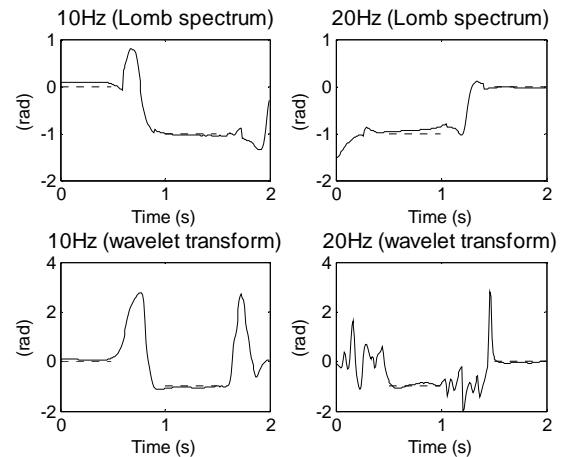 10Hz (Lomb spectrum)
1
0
-1
-2
(rad)
0
1
2
Time (s)
20Hz (Lomb spectrum)
1
0
-1
-2
(rad)
0
1
2
Time (s)
10Hz (wavelet transform)
4
2
0
-2
(rad)
0
1
2
Time (s)
20Hz (wavelet transform)
4
2
0
-2
(rad)
0
1
2
Time (s)